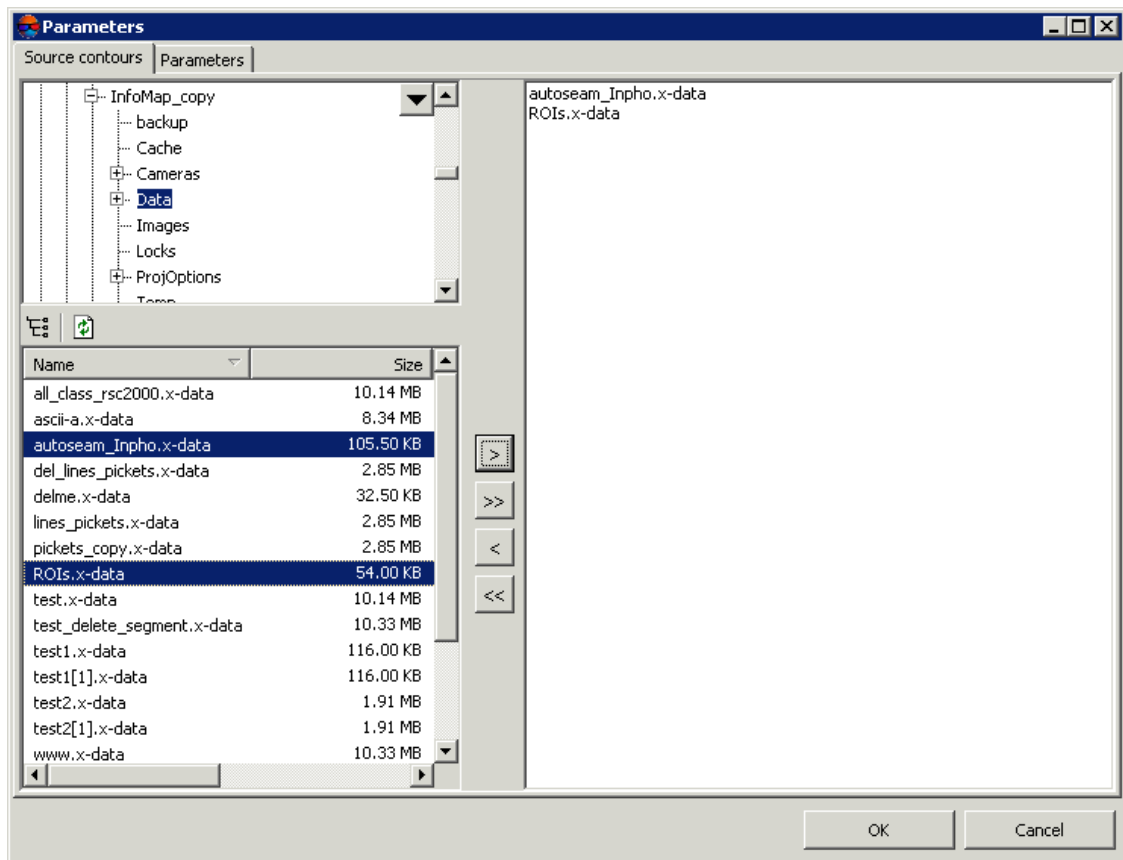 Parameters
Source contours Parameters
InfoMap_copy
backup
Cache
Cameras
Data
Images
Locks
ProjOptions
Temp
autoseam_Inpho.x-data
ROIs.x-data
Name Size
all_class_rsc2000.x-data 10.14 MB
ascii-a.x-data 8.34 MB
autoseam_Inpho.x-data 105.50 KB
del_lines_pickets.x-data 2.85 MB
delme.x-data 32.50 KB
lines_pickets.x-data 2.85 MB
pickets_copy.x-data 2.85 MB
ROIs.x-data 54.00 KB
test.x-data 10.14 MB
test_delete_segment.x-data 10.33 MB
test1.x-data 116.00 KB
test1[1].x-data 116.00 KB
test2.x-data 1.91 MB
test2[1].x-data 1.91 MB
www.x-data 10.33 MB
>
>>
<
<<
OK Cancel